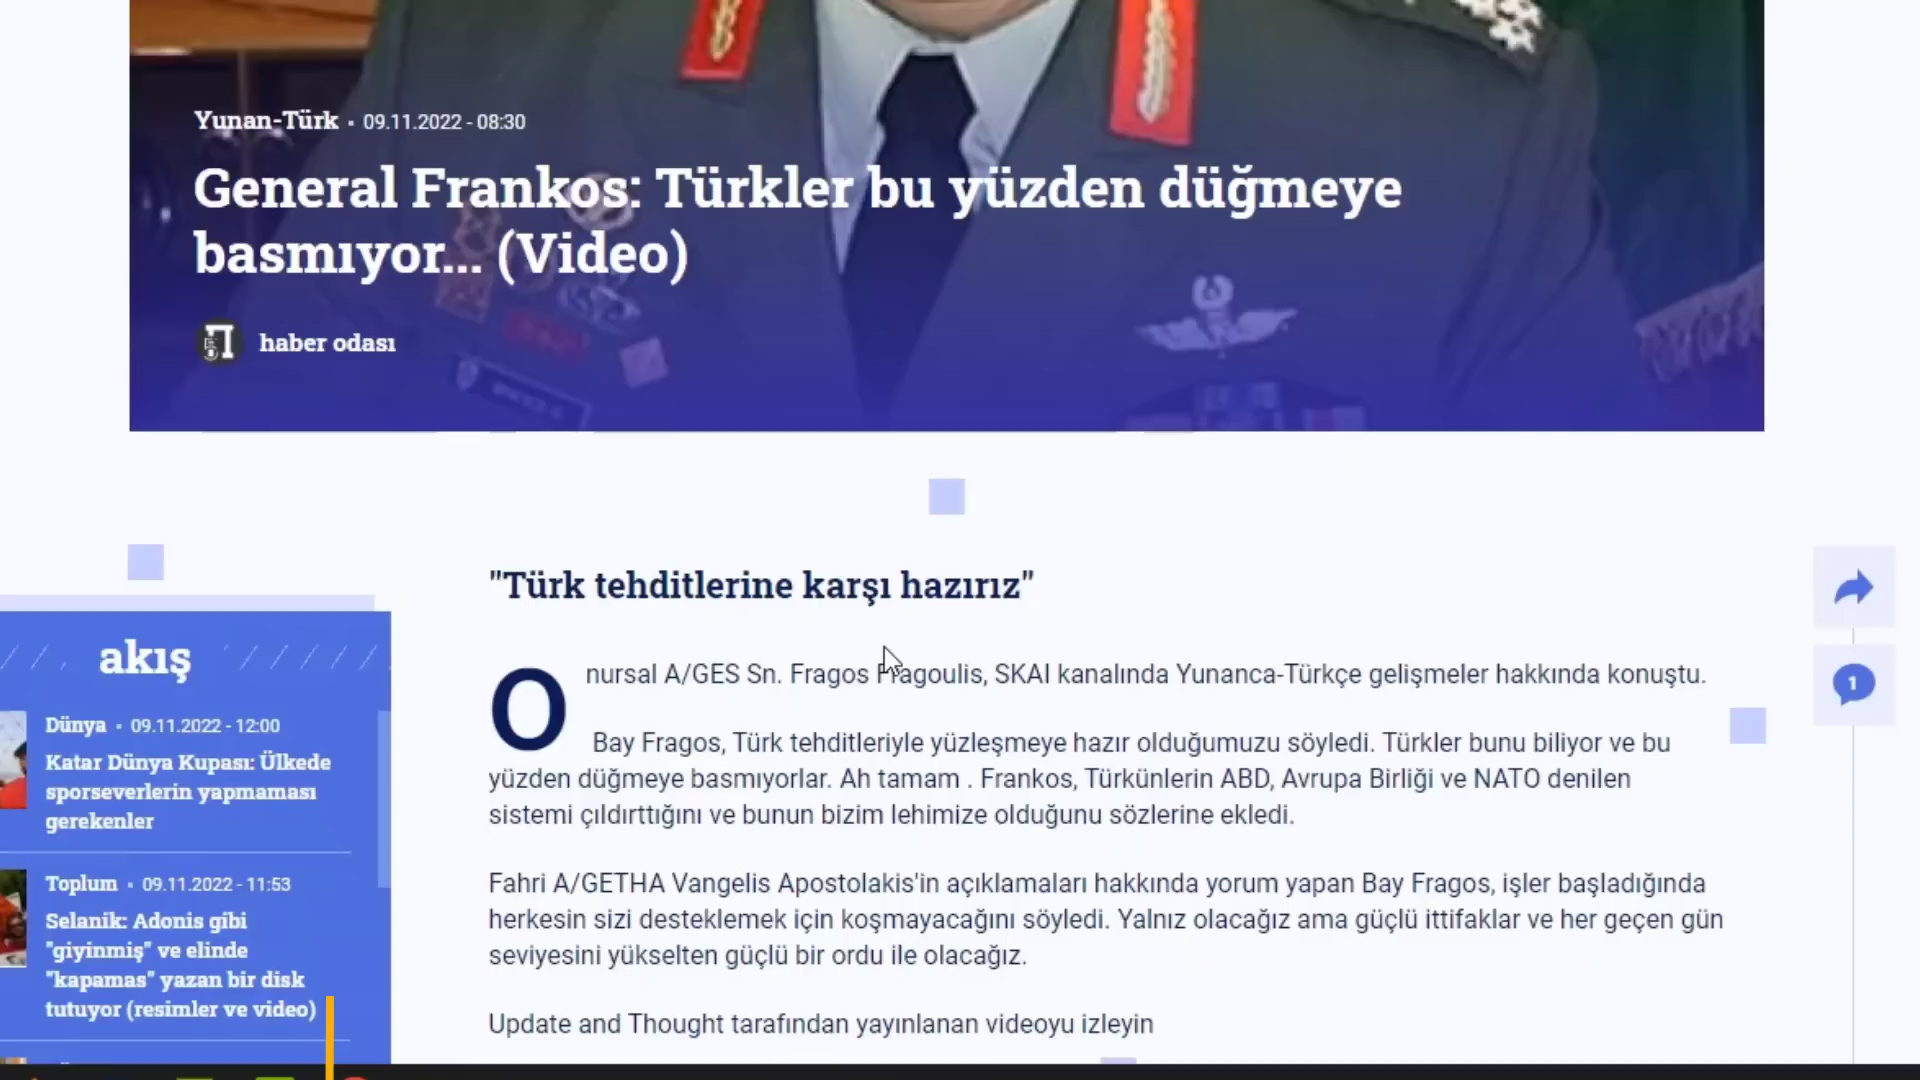 Yunan-Türk • 09.11.2022 - 08:30
General Frankos: Türkler bu yüzden düğmeye
basmıyor... (Video)
haber odası
"Türk tehditlerine karşı hazırız"
Onursal A/GES Sn. Fragos Fragoulis, SKAI kanalında Yunanca-Türkçe gelişmeler hakkında konuştu.
Bay Fragos, Türk tehditleriyle yüzleşmeye hazır olduğumuzu söyledi. Türkler bunu biliyor ve bu
yüzden düğmeye basmıyorlar. Ah tamam . Frankos, Türkünlerin ABD, Avrupa Birliği ve NATO denilen
sistemi çıldırttığını ve bunun bizim lehimize olduğunu sözlerine ekledi.
Fahri A/GETHA Vangelis Apostolakis'in açıklamaları hakkında yorum yapan Bay Fragos, işler başladığında
herkesin sizi desteklemek için koşmayacağını söyledi. Yalnız olacağız ama güçlü ittifaklar ve her geçen gün
seviyesini yükselten güçlü bir ordu ile olacağız.
Update and Thought tarafından yayınlanan videoyu izleyin
akış
Dünya • 09.11.2022 - 12:00
Katar Dünya Kupası: Ülkede
sporseverlerin yapmaması
gerekenler
Toplum • 09.11.2022 - 11:53
Selanik: Adonis gibi
"giyinmiş" ve elinde
"kapamas" yazan bir disk
tutuyor (resimler ve video)
1